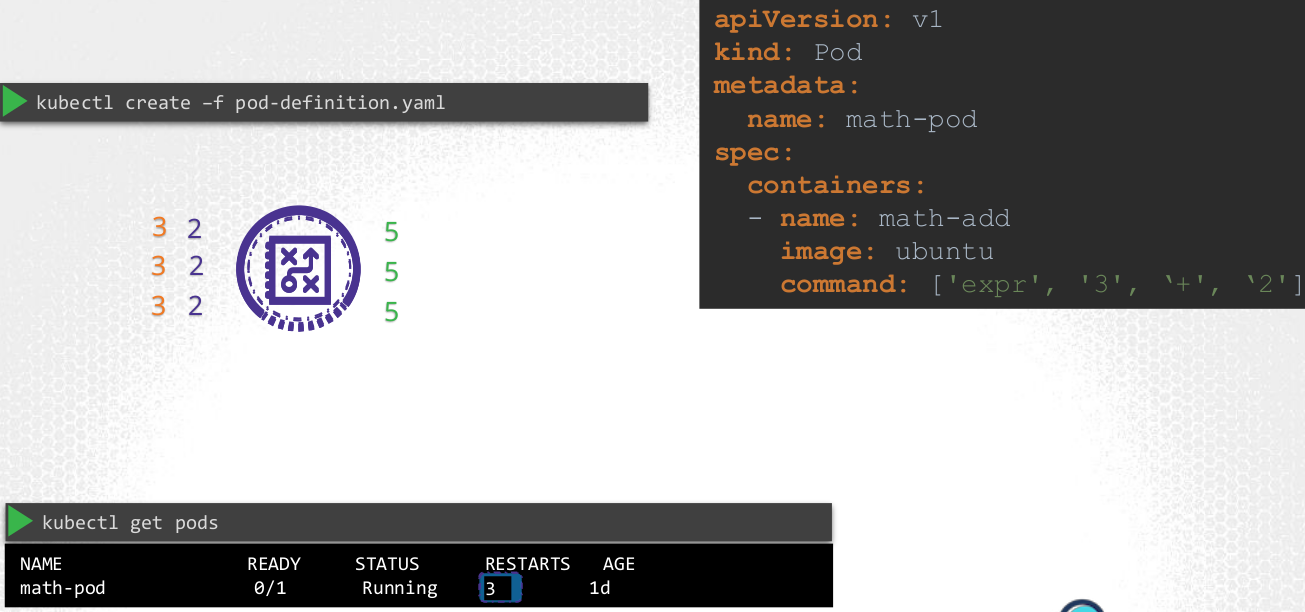 kubectl create –f pod-definition.yaml
3 2 5
3 2 5
3 2 5
apiVersion: v1
kind: Pod
metadata:
  name: math-pod
spec:
  containers:
  - name: math-add
    image: ubuntu
    command: ['expr', '3', ‘+', ‘2']
kubectl get pods
NAME READY STATUS RESTARTS AGE
math-pod 0/1 Running 3 1d